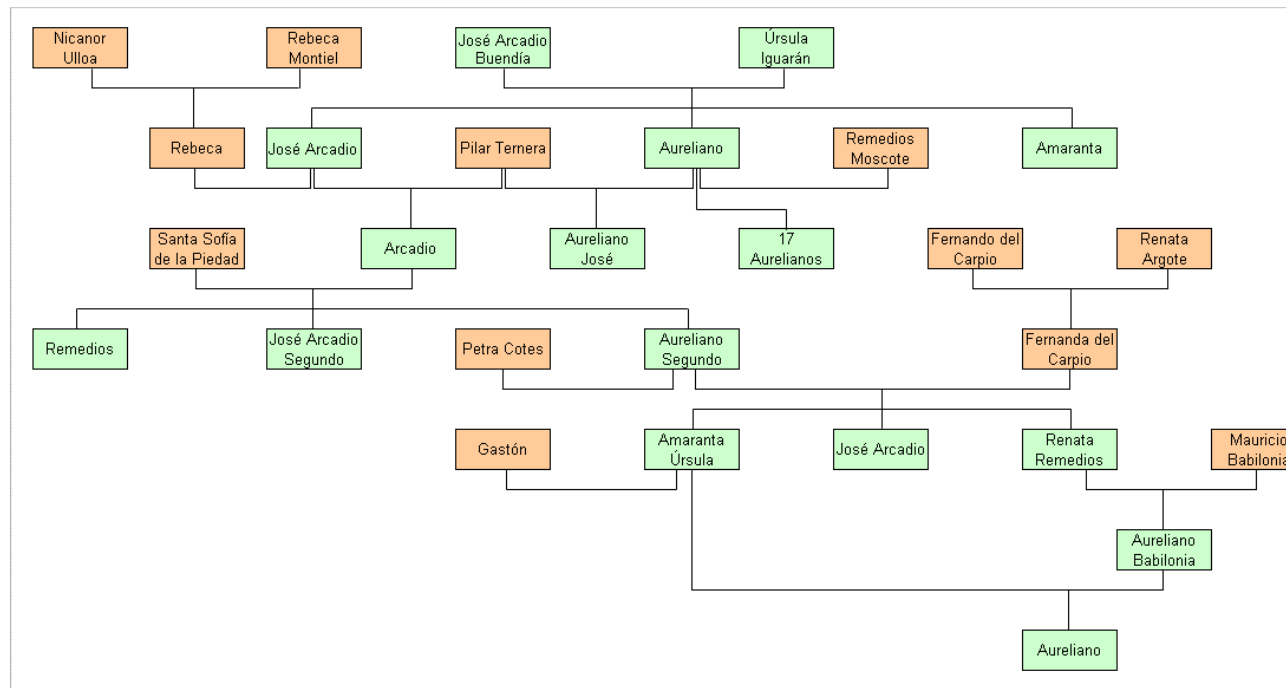 Nicanor
Ulloa
Rebeca
Montiel
José Arcadio
Buendía
Úrsula
Iguarán
Rebeca
José Arcadio
Pilar Ternera
Aureliano
Remedios
Moscote
Amaranta
Santa Sofía
de la Piedad
Arcadio
Aureliano
José
17
Aurelianos
Fernando del
Carpio
Renata
Argote
Remedios
José Arcadio
Segundo
Petra Cotes
Aureliano
Segundo
Fernanda del
Carpio
Gastón
Amaranta
Úrsula
José Arcadio
Renata
Remedios
Mauricio
Babilonia
Aureliano
Babilonia
Aureliano